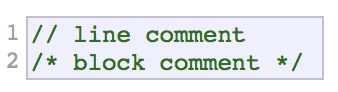 1 // line comment
2 /* block comment */